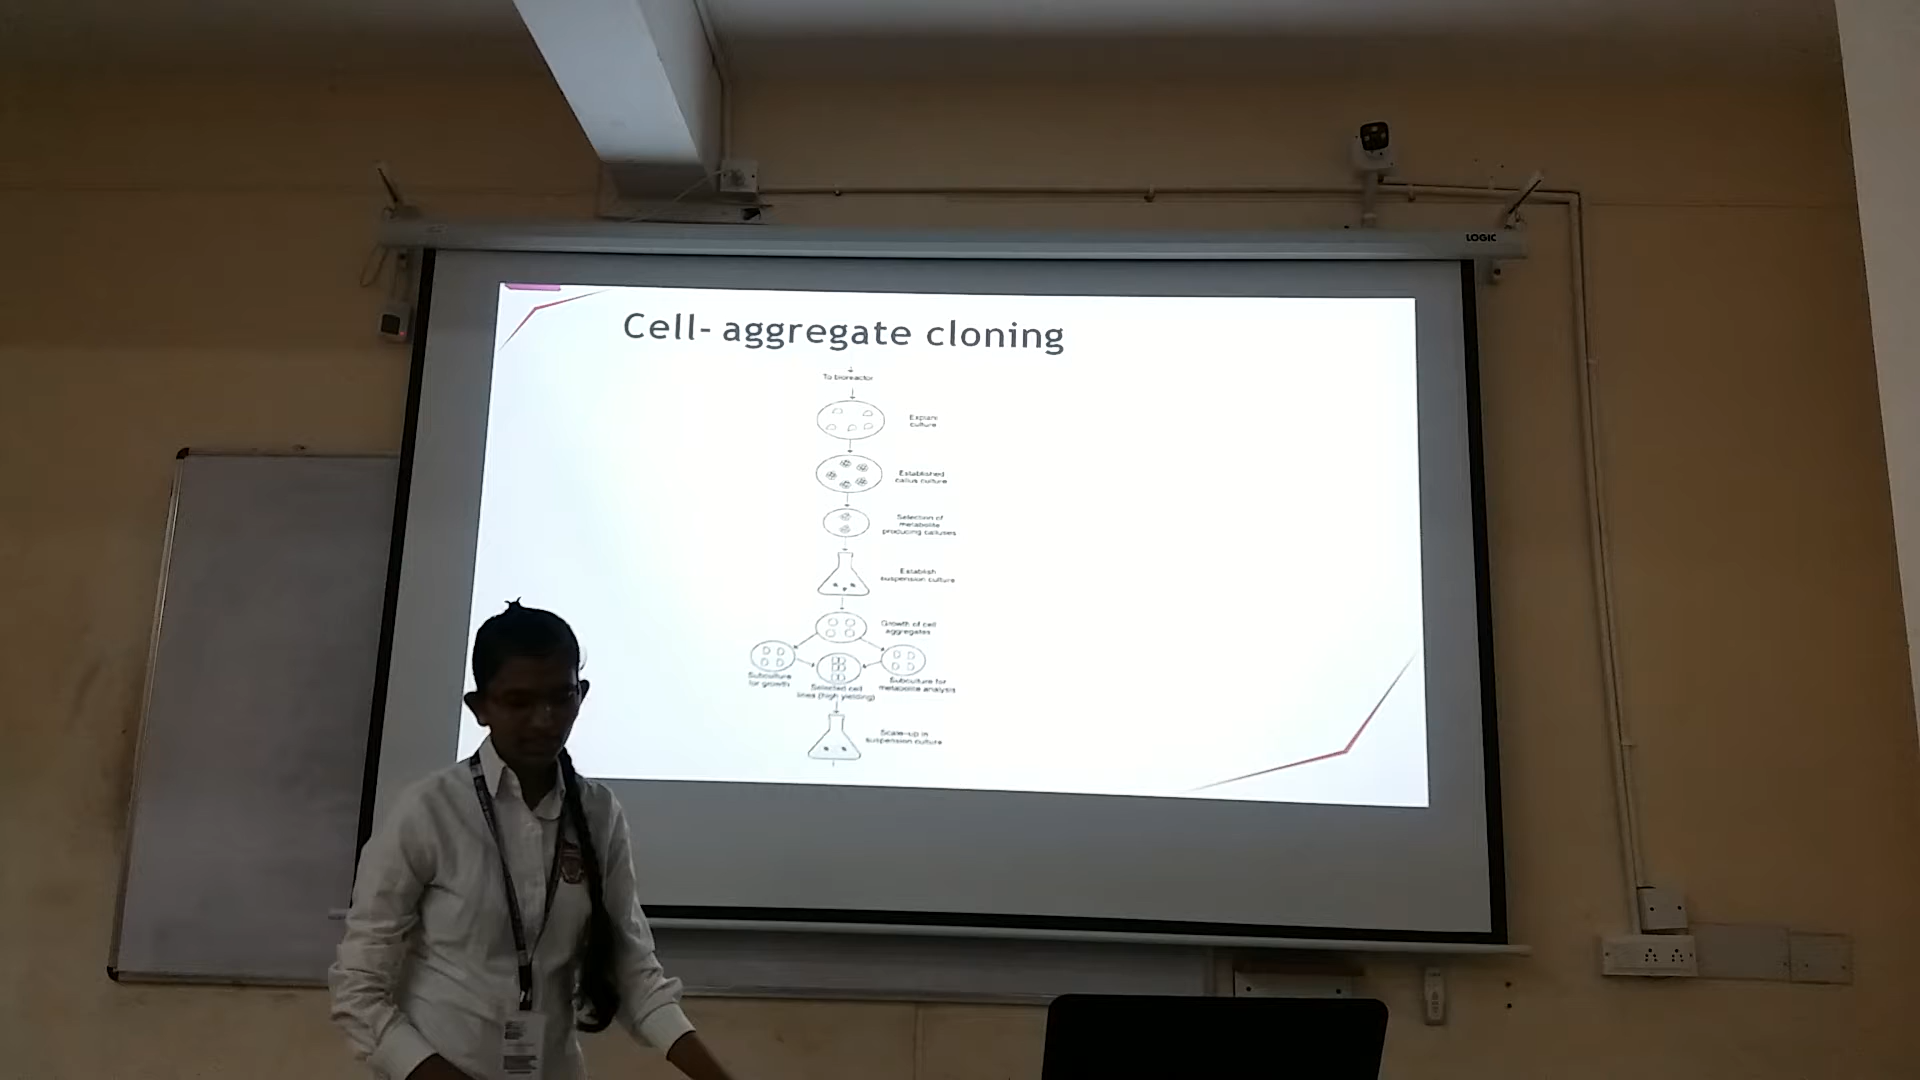 LOGIC
Cell- aggregate cloning
To bioreactor
Explant
culture
Established
callus culture
Selection of
metabolite
producing calluses
Establish
suspension culture
Growth of cell
aggregates
Subculture
for growth
Selected cell
lines (high yielding)
Subculture for
metabolite analysis
Scale-up in
suspension culture